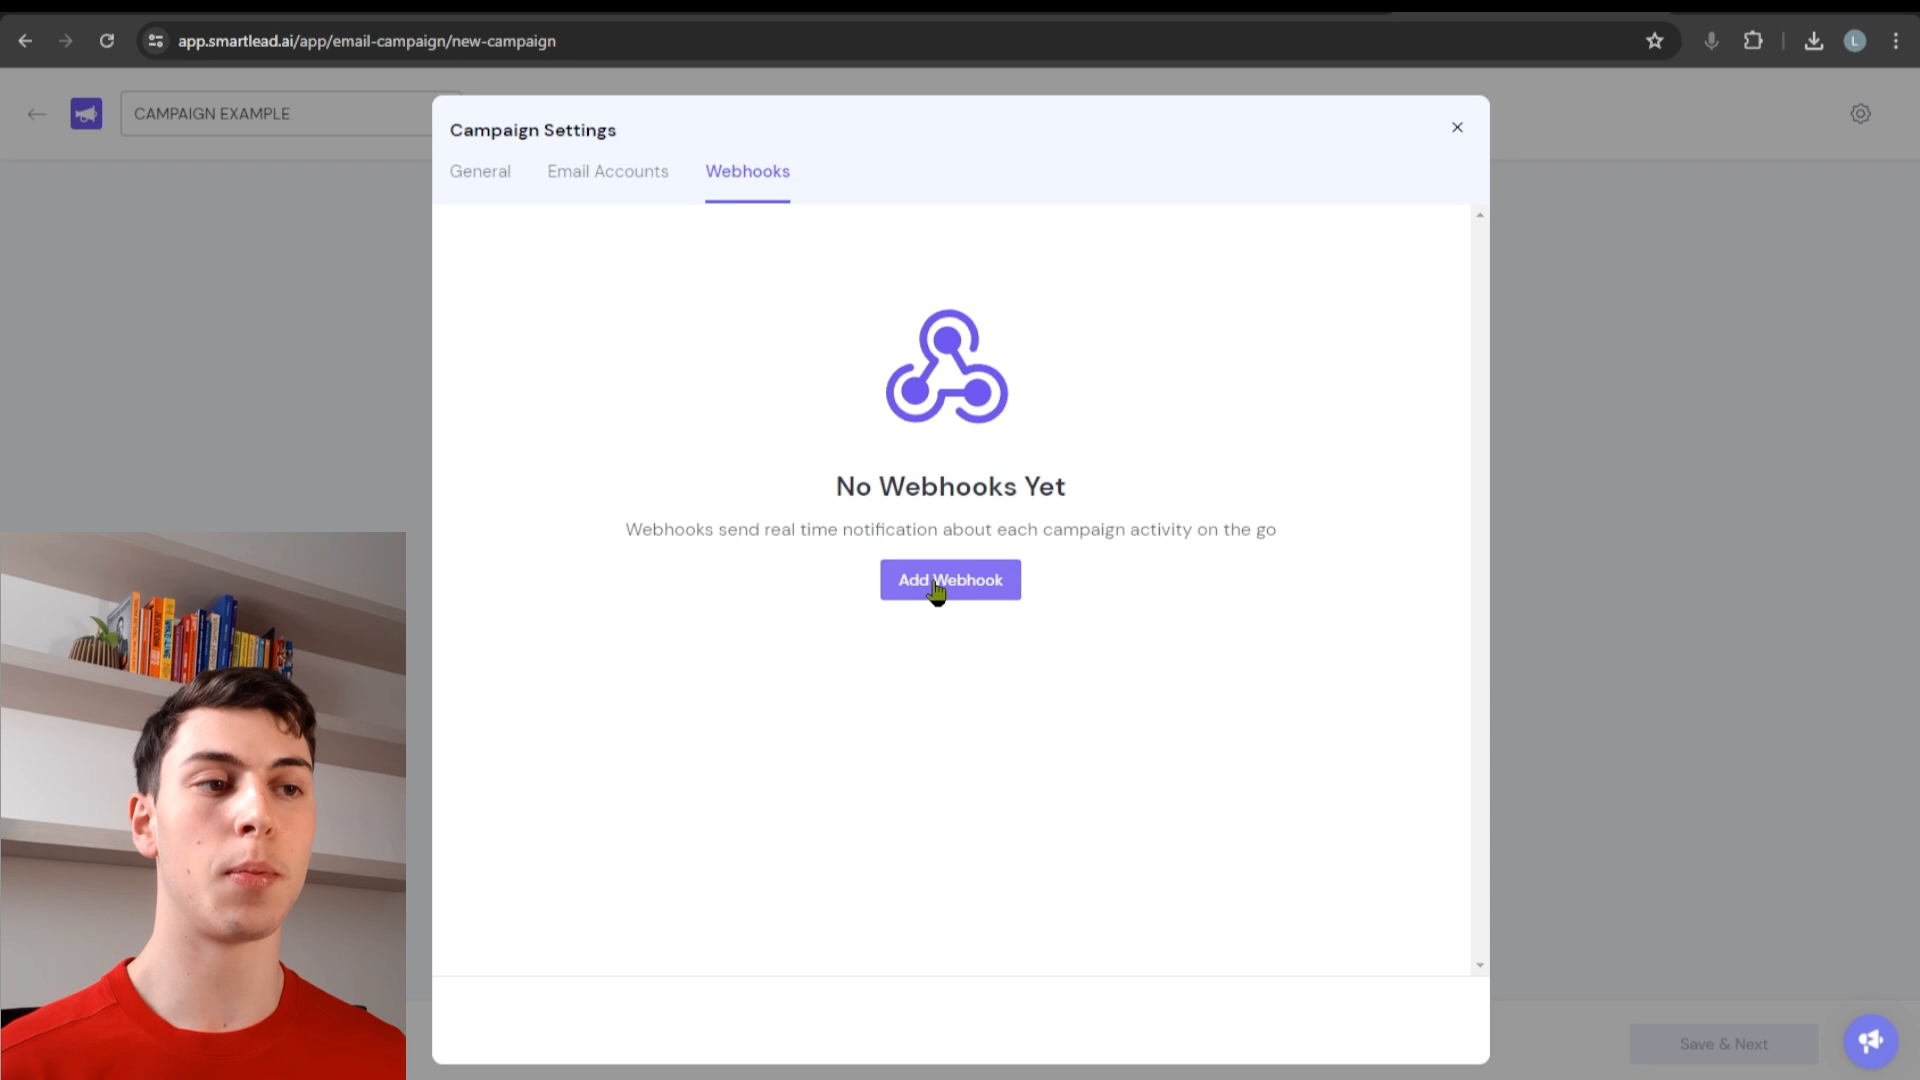 app.smartlead.ai/app/email-campaign/new-campaign
L
CAMPAIGN EXAMPLE
Campaign Settings
General
Email Accounts
Webhooks
No Webhooks Yet
Webhooks send real time notification about each campaign activity on the go
Add Webhook
Save & Next